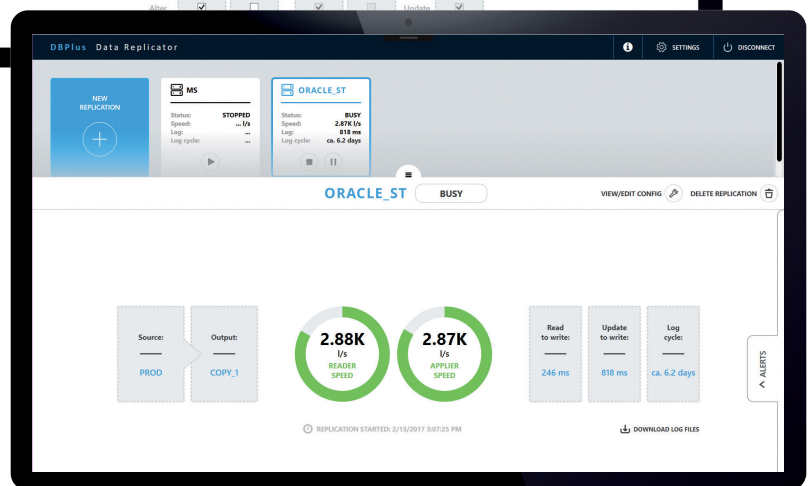 Alter
Update
DBPlus Data Replicator
SETTINGS
DISCONNECT
NEW
REPLICATION
MS
Status: STOPPED
Speed: ... l/s
Lag: ...
Log cycle: ...
ORACLE_ST
Status: BUSY
Speed: 2.87K l/s
Lag: 818 ms
Log cycle: ca. 6.2 days
ORACLE_ST
BUSY
VIEW/EDIT CONFIG
DELETE REPLICATION
Source:
PROD
Output:
COPY_1
2.88K
l/s
READER
SPEED
2.87K
l/s
APPLIER
SPEED
Read
to write:
246 ms
Update
to write:
818 ms
Log
cycle:
ca. 6.2 days
ALERTS
REPLICATION STARTED: 2/13/2017 3:07:25 PM
DOWNLOAD LOG FILES